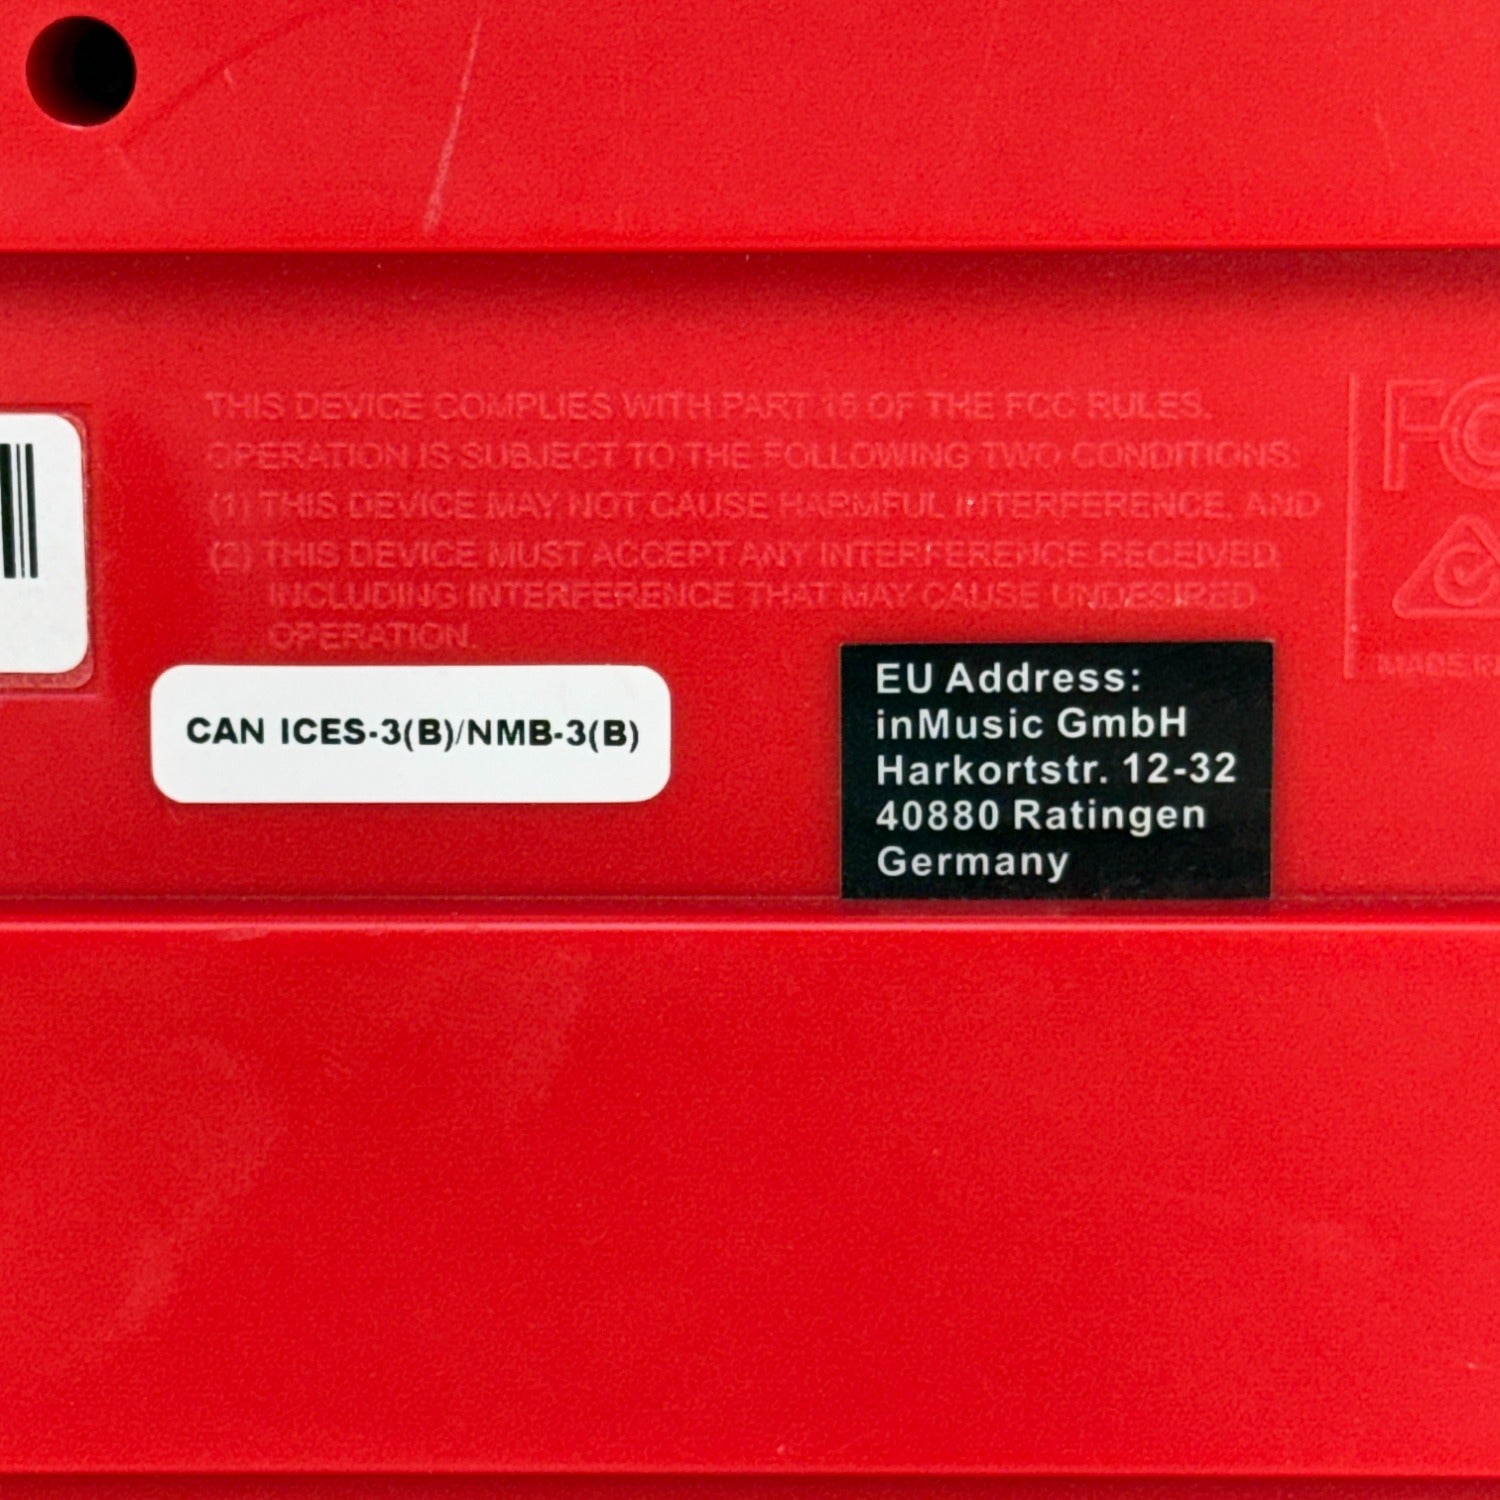 THIS DEVICE COMPLIES WITH PART 15 OF THE FCC RULES.
OPERATION IS SUBJECT TO THE FOLLOWING TWO CONDITIONS:
(1) THIS DEVICE MAY NOT CAUSE HARMFUL INTERFERENCE, AND
(2) THIS DEVICE MUST ACCEPT ANY INTERFERENCE RECEIVED
INCLUDING INTERFERENCE THAT MAY CAUSE UNDESIRED
OPERATION.
FC
MADE
CAN ICES-3(B)/NMB-3(B)
EU Address:
inMusic GmbH
Harkortstr. 12-32
40880 Ratingen
Germany